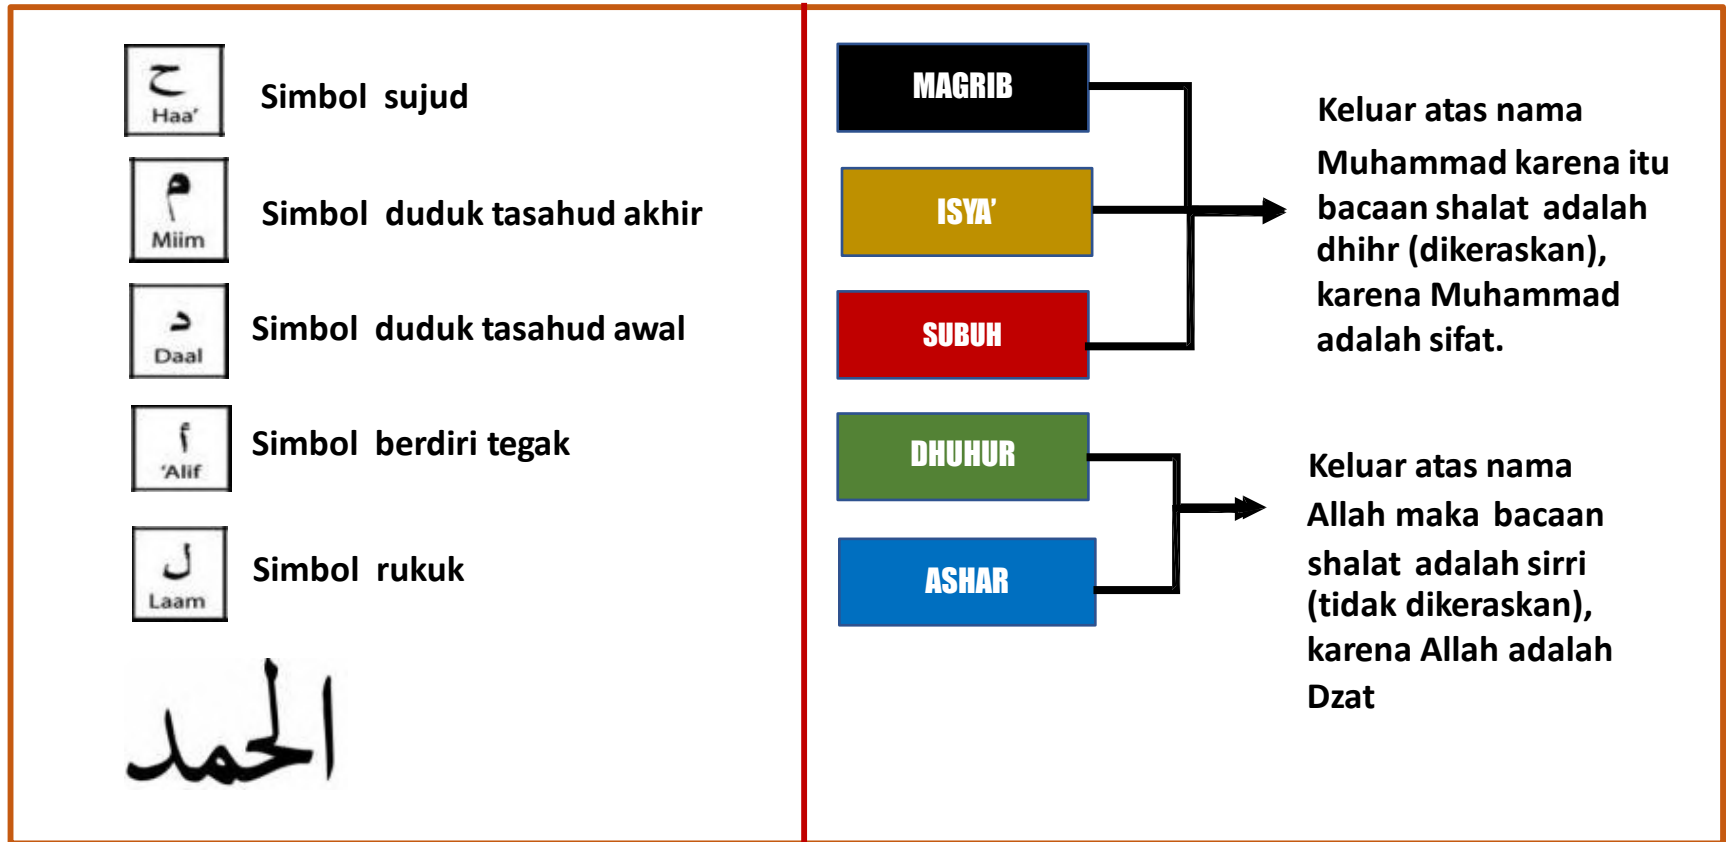 ح
Haa’
Simbol sujud
م
Miim
Simbol duduk tasahud akhir
د
Daal
Simbol duduk tasahud awal
أ
‘Alif
Simbol berdiri tegak
ل
Laam
Simbol rukuk
الحمد
MAGRIB
ISYA’
SUBUH
Keluar atas nama
Muhammad karena itu
bacaan shalat adalah
dhihr (dikeraskan),
karena Muhammad
adalah sifat.
DHUHUR
ASHAR
Keluar atas nama
Allah maka bacaan
shalat adalah sirri
(tidak dikeraskan),
karena Allah adalah
Dzat